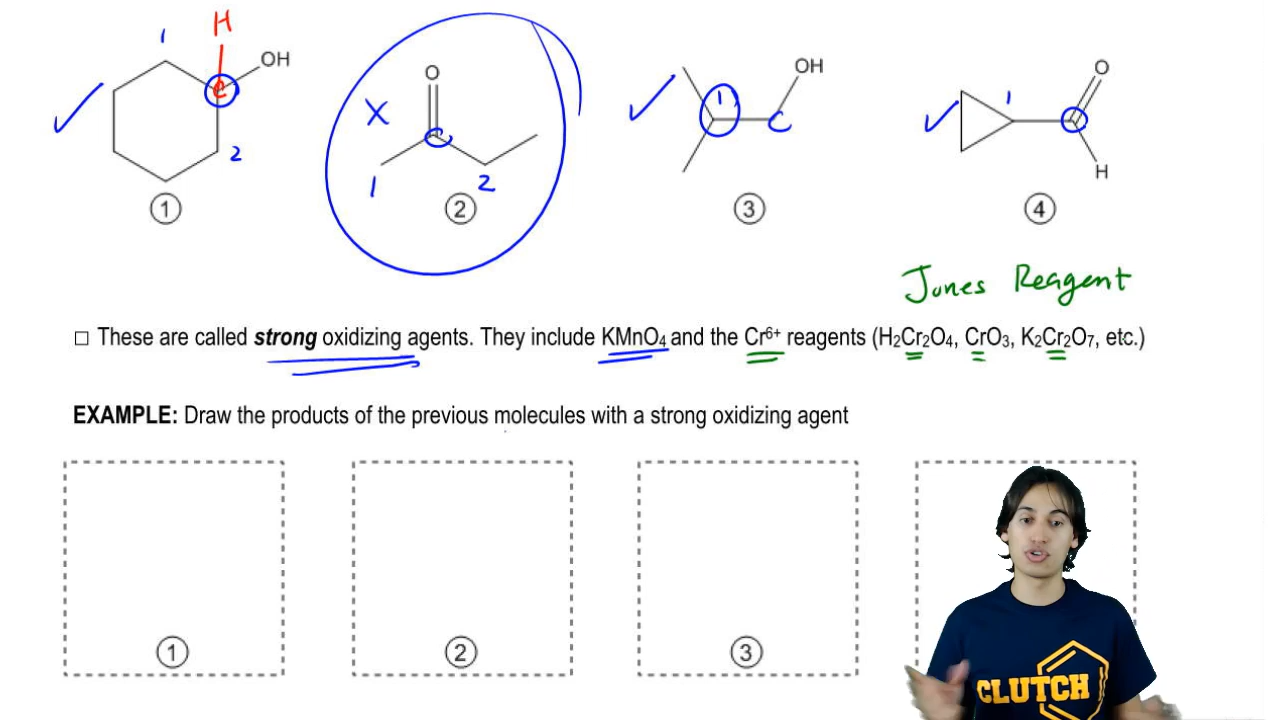 H
1
C
OH
2
①
O
X
C
1
2
②
OH
1
C
③
O
1
H
④
Jones Reagent
□ These are called strong oxidizing agents. They include KMnO₄ and the Cr⁶⁺ reagents (H₂Cr₂O₄, CrO₃, K₂Cr₂O₇, etc.)
EXAMPLE: Draw the products of the previous molecules with a strong oxidizing agent
① ② ③
CLUTCH